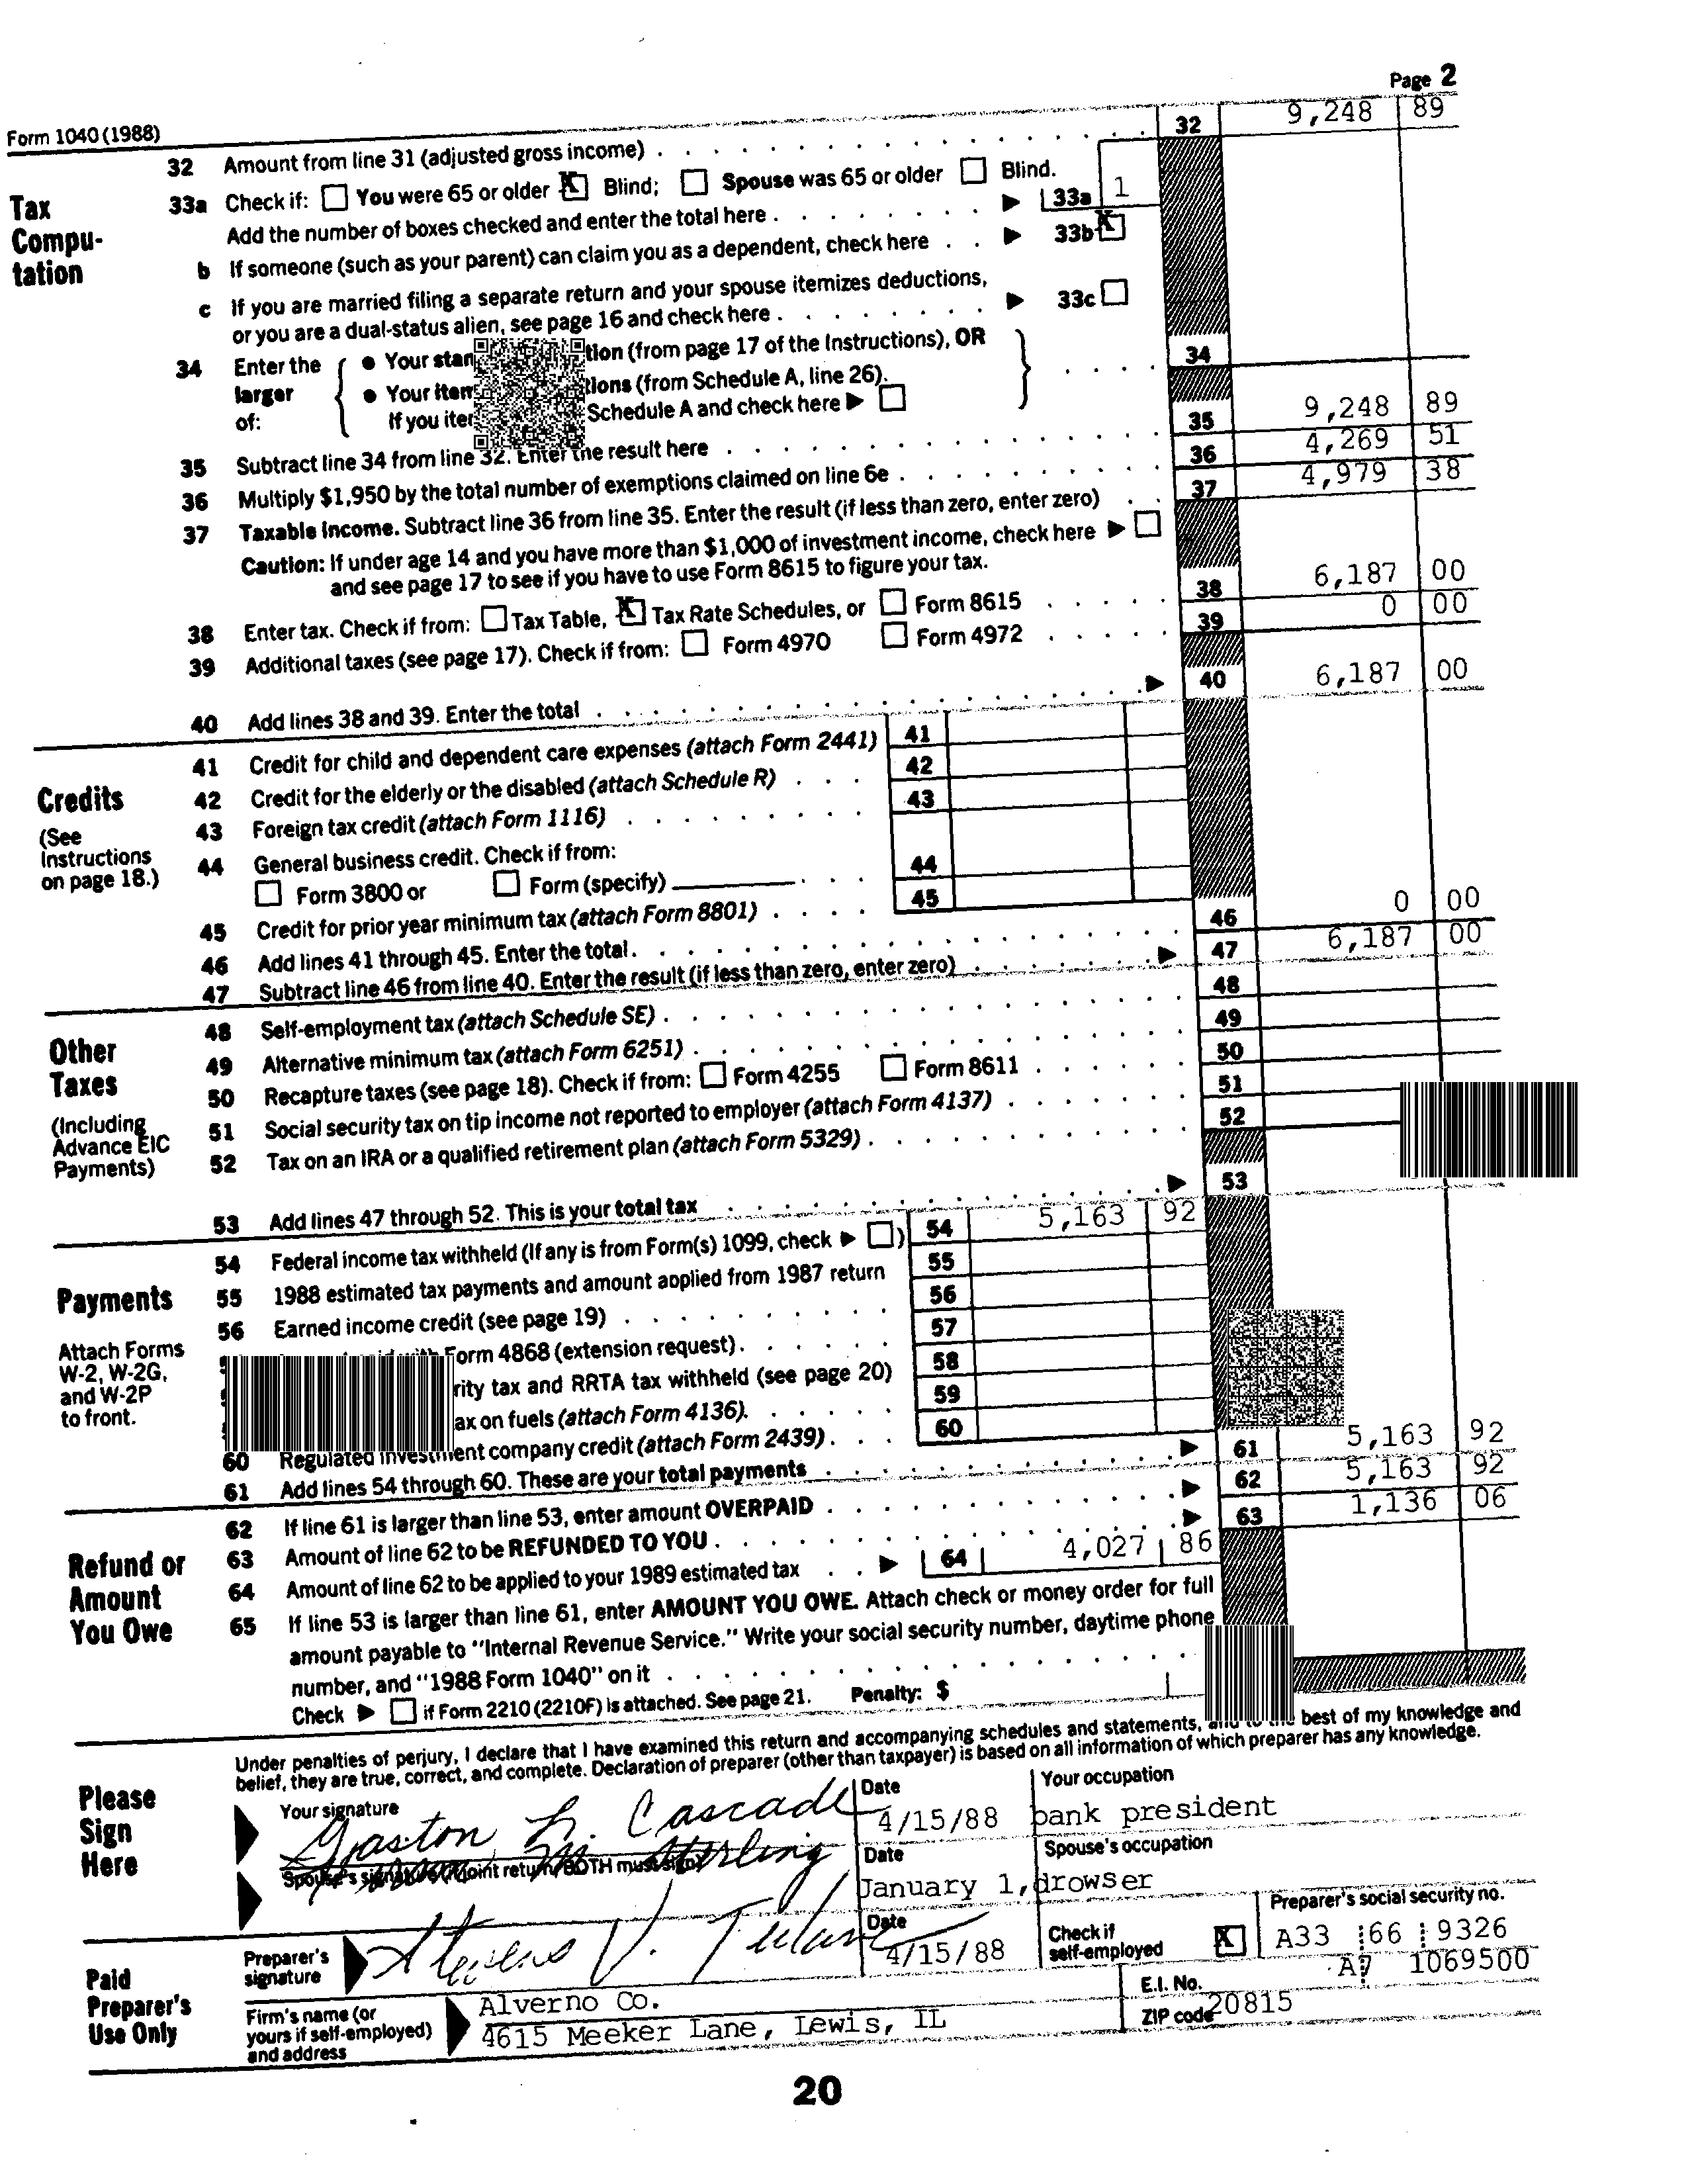 Page 2
Form 1040 (1988)
32 Amount from line 31 (adjusted gross income) 32 9,248 89
Tax Compu-tation
33a Check if: You were 65 or older X Blind; Spouse was 65 or older Blind.
Add the number of boxes checked and enter the total here 33a 1
b If someone (such as your parent) can claim you as a dependent, check here 33b X
c If you are married filing a separate return and your spouse itemizes deductions,
or you are a dual-status alien, see page 16 and check here 33c
34 Enter the larger of:
• Your stan tion (from page 17 of the Instructions), OR
• Your item tions (from Schedule A, line 26).
If you ite Schedule A and check here
34
35 Subtract line 34 from line 32. Enter the result here 35 9,248 89
36 Multiply $1,950 by the total number of exemptions claimed on line 6e 36 4,269 51
37 Taxable Income. Subtract line 36 from line 35. Enter the result (if less than zero, enter zero) 37 4,979 38
Caution: If under age 14 and you have more than $1,000 of investment income, check here
and see page 17 to see if you have to use Form 8615 to figure your tax.
38 Enter tax. Check if from: Tax Table, X Tax Rate Schedules, or Form 8615 38 6,187 00
39 Additional taxes (see page 17). Check if from: Form 4970 Form 4972 39 0 00
40 Add lines 38 and 39. Enter the total 40 6,187 00
Credits
(See Instructions on page 18.)
41 Credit for child and dependent care expenses (attach Form 2441) 41
42 Credit for the elderly or the disabled (attach Schedule R) 42
43 Foreign tax credit (attach Form 1116) 43
44 General business credit. Check if from:
Form 3800 or Form (specify) 44
45 Credit for prior year minimum tax (attach Form 8801) 45
46 Add lines 41 through 45. Enter the total 46 0 00
47 Subtract line 46 from line 40. Enter the result (if less than zero, enter zero) 47 6,187 00
Other Taxes
(Including Advance EIC Payments)
48 Self-employment tax (attach Schedule SE) 48
49 Alternative minimum tax (attach Form 6251) 49
50 Recapture taxes (see page 18). Check if from: Form 4255 Form 8611 50
51 Social security tax on tip income not reported to employer (attach Form 4137) 51
52 Tax on an IRA or a qualified retirement plan (attach Form 5329) 52
53 Add lines 47 through 52. This is your total tax 53
Payments
Attach Forms W-2, W-2G, and W-2P to front.
54 Federal income tax withheld (If any is from Form(s) 1099, check ) 54 5,163 92
55 1988 estimated tax payments and amount applied from 1987 return 55
56 Earned income credit (see page 19) 56
Form 4868 (extension request) 57
rity tax and RRTA tax withheld (see page 20) 58
ax on fuels (attach Form 4136). 59
60 Regulated Investment company credit (attach Form 2439) 60
61 Add lines 54 through 60. These are your total payments 61 5,163 92
Refund or Amount You Owe
62 If line 61 is larger than line 53, enter amount OVERPAID 62 5,163 92
63 Amount of line 62 to be REFUNDED TO YOU 63 1,136 06
64 Amount of line 62 to be applied to your 1989 estimated tax 64 4,027 86
65 If line 53 is larger than line 61, enter AMOUNT YOU OWE. Attach check or money order for full
amount payable to "Internal Revenue Service." Write your social security number, daytime phone
number, and "1988 Form 1040" on it
Check if Form 2210 (2210F) is attached. See page 21. Penalty: $
Please Sign Here
Under penalties of perjury, I declare that I have examined this return and accompanying schedules and statements, and to the best of my knowledge and
belief, they are true, correct, and complete. Declaration of preparer (other than taxpayer) is based on all information of which preparer has any knowledge.
Your signature Date Your occupation
Gaston L. Cascade 4/15/88 bank president
Spouse's signature (if joint return, BOTH must sign) Date Spouse's occupation
M. Sterling January 1, drowser
Paid Preparer's Use Only
Preparer's signature Date Check if self-employed X Preparer's social security no.
Stevens V. Tulane 4/15/88 A33 66 9326
Firm's name (or yours if self-employed) and address
Alverno Co.
4615 Meeker Lane, Lewis, IL
E.I. No. A7 1069500
ZIP code 20815
20